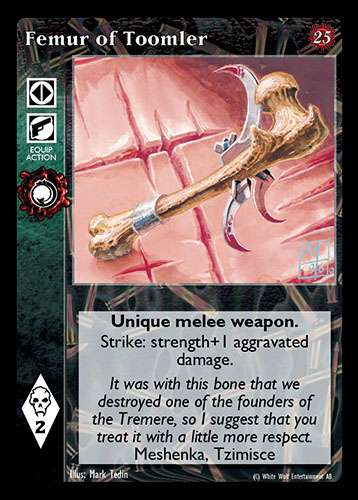 Femur of Toomler
25
EQUIP
ACTION
Unique melee weapon.
Strike: strength+1 aggravated
damage.
It was with this bone that we
destroyed one of the founders of
the Tremere, so I suggest that you
treat it with a little more respect.
Meshenka, Tzimisce
2
Illus: Mark Tedin
(C) White Wolf Entertainment AB